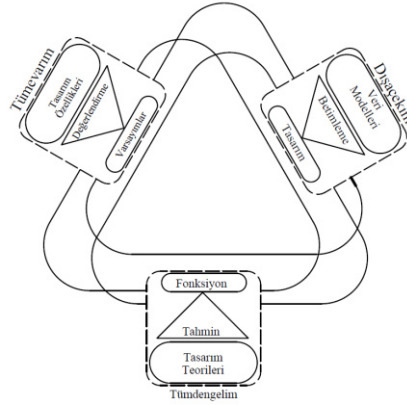 Tümevarım
Tasarım
Özellikleri
Değerlendirme
Varsayımlar
Dışaçekim
Veri
Modelleri
Betimleme
Tasarım
Fonksiyon
Tahmin
Tasarım
Teorileri
Tümdengelim